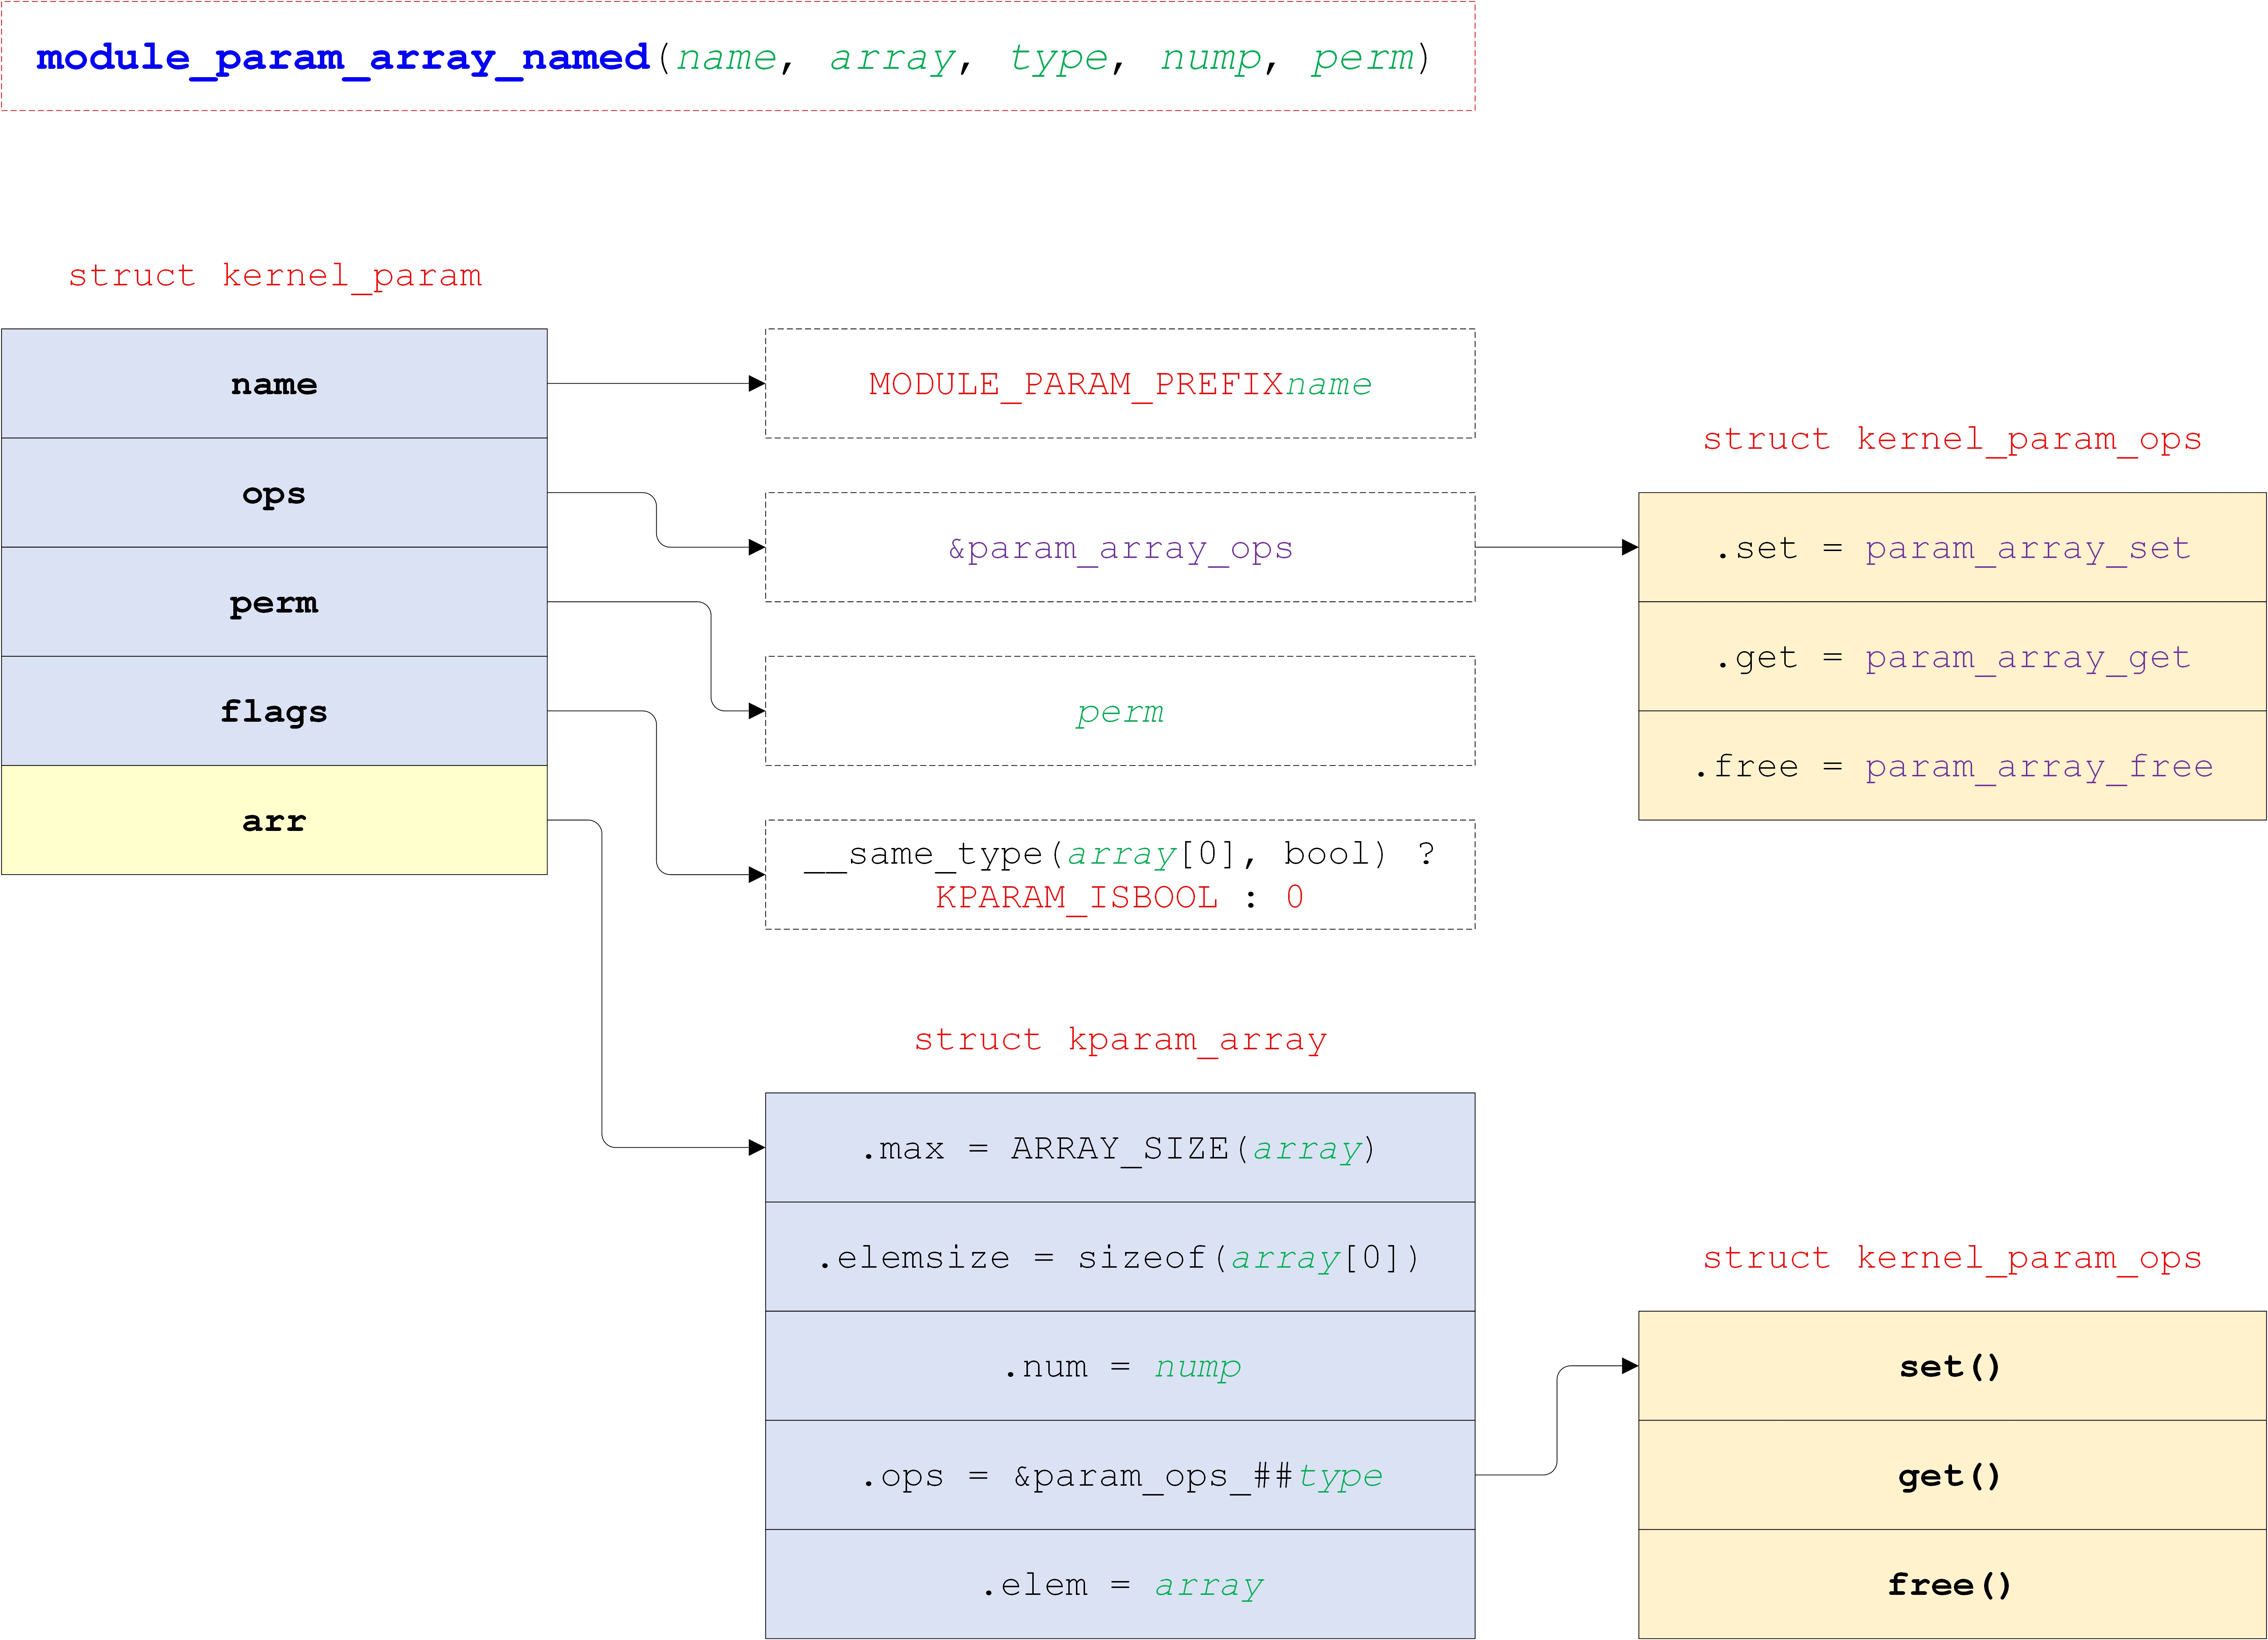 module_param_array_named(name, array, type, nump, perm)
struct kernel_param
name
ops
perm
flags
arr
MODULE_PARAM_PREFIXname
&param_array_ops
perm
__same_type(array[0], bool) ?
KPARAM_ISBOOL : 0
struct kernel_param_ops
.set = param_array_set
.get = param_array_get
.free = param_array_free
struct kparam_array
.max = ARRAY_SIZE(array)
.elemsize = sizeof(array[0])
.num = nump
.ops = &param_ops_##type
.elem = array
struct kernel_param_ops
set()
get()
free()